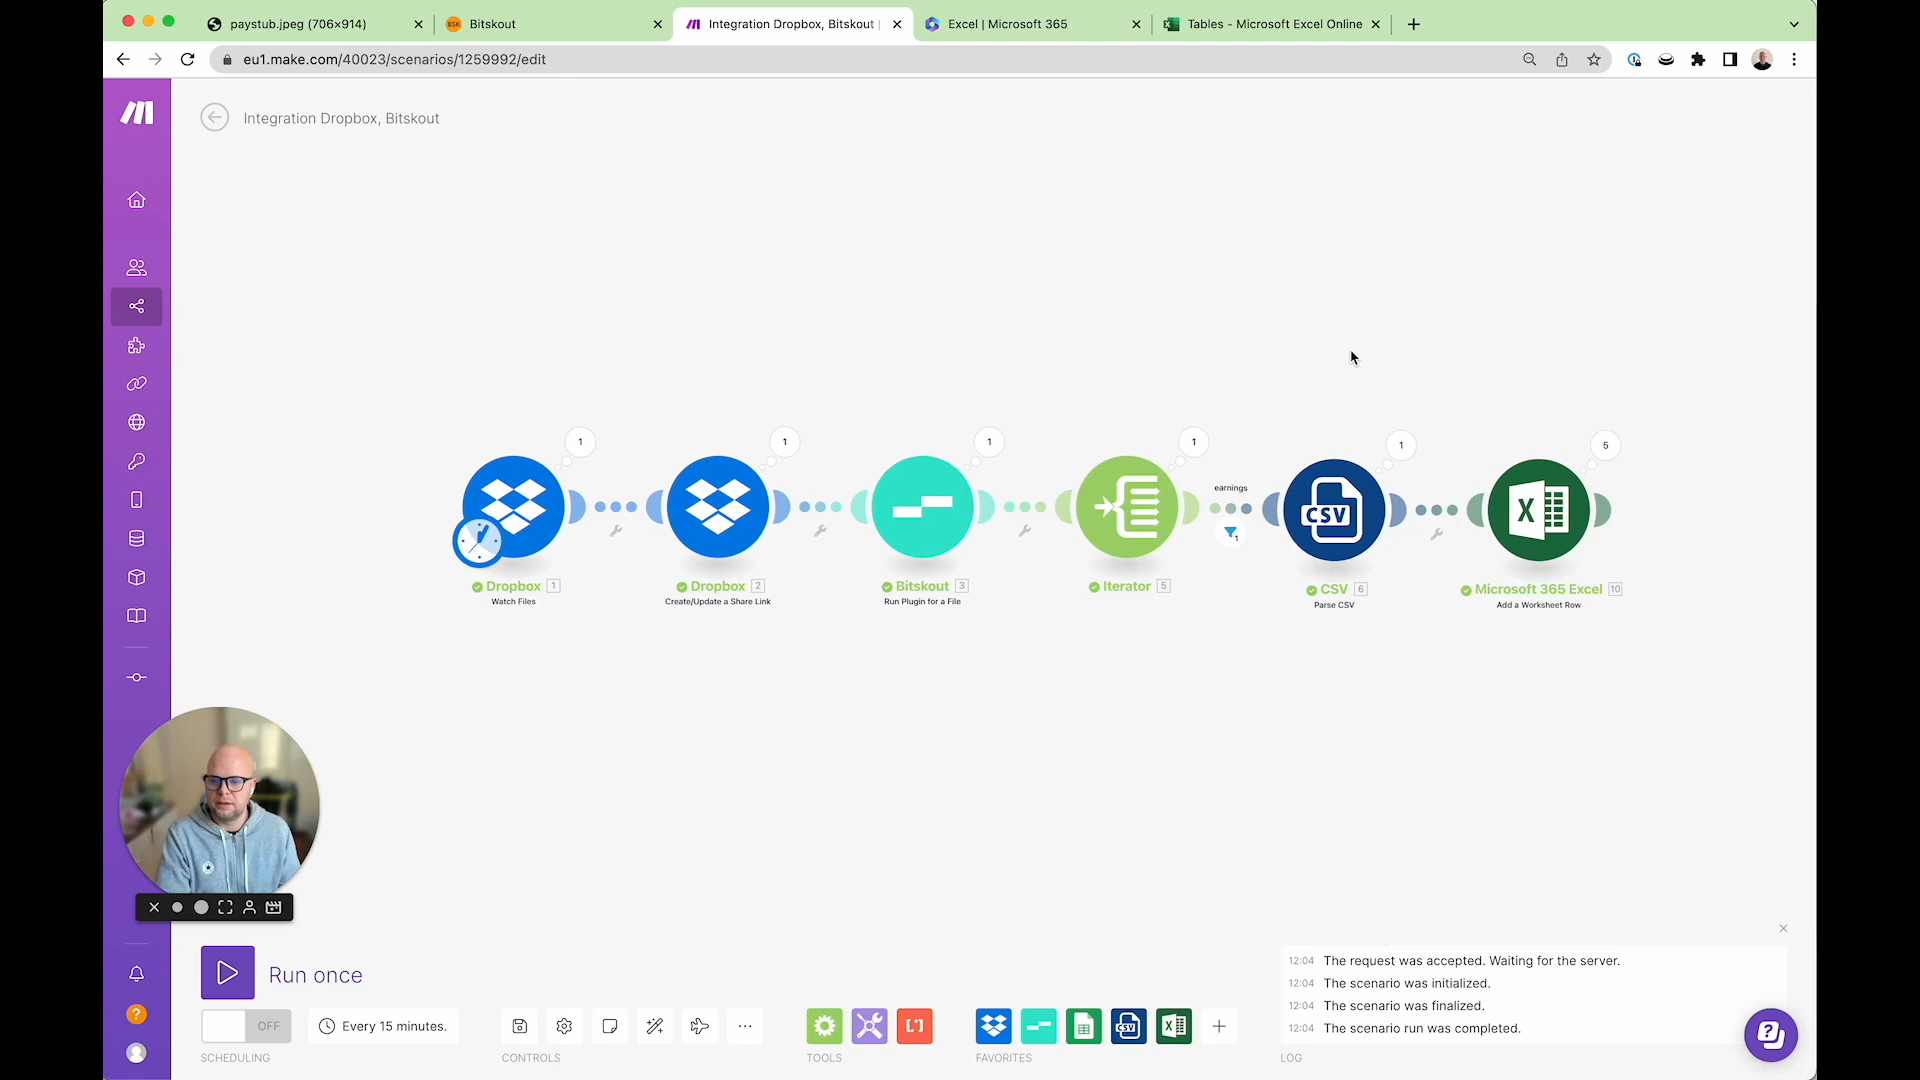 paystub.jpeg (706×914)
BSK Bitskout
Integration Dropbox, Bitskout |
Excel | Microsoft 365
Tables - Microsoft Excel Online
eu1.make.com/40023/scenarios/1259992/edit
Integration Dropbox, Bitskout
1
1
1
1
1
5
earnings
CSV
X
1
Dropbox 1
Watch Files
Dropbox 2
Create/Update a Share Link
Bitskout 3
Run Plugin for a File
Iterator 5
CSV 6
Parse CSV
Microsoft 365 Excel 10
Add a Worksheet Row
Run once
OFF
Every 15 minutes.
SCHEDULING
CONTROLS
TOOLS
FAVORITES
12:04 The request was accepted. Waiting for the server.
12:04 The scenario was initialized.
12:04 The scenario was finalized.
12:04 The scenario run was completed.
LOG